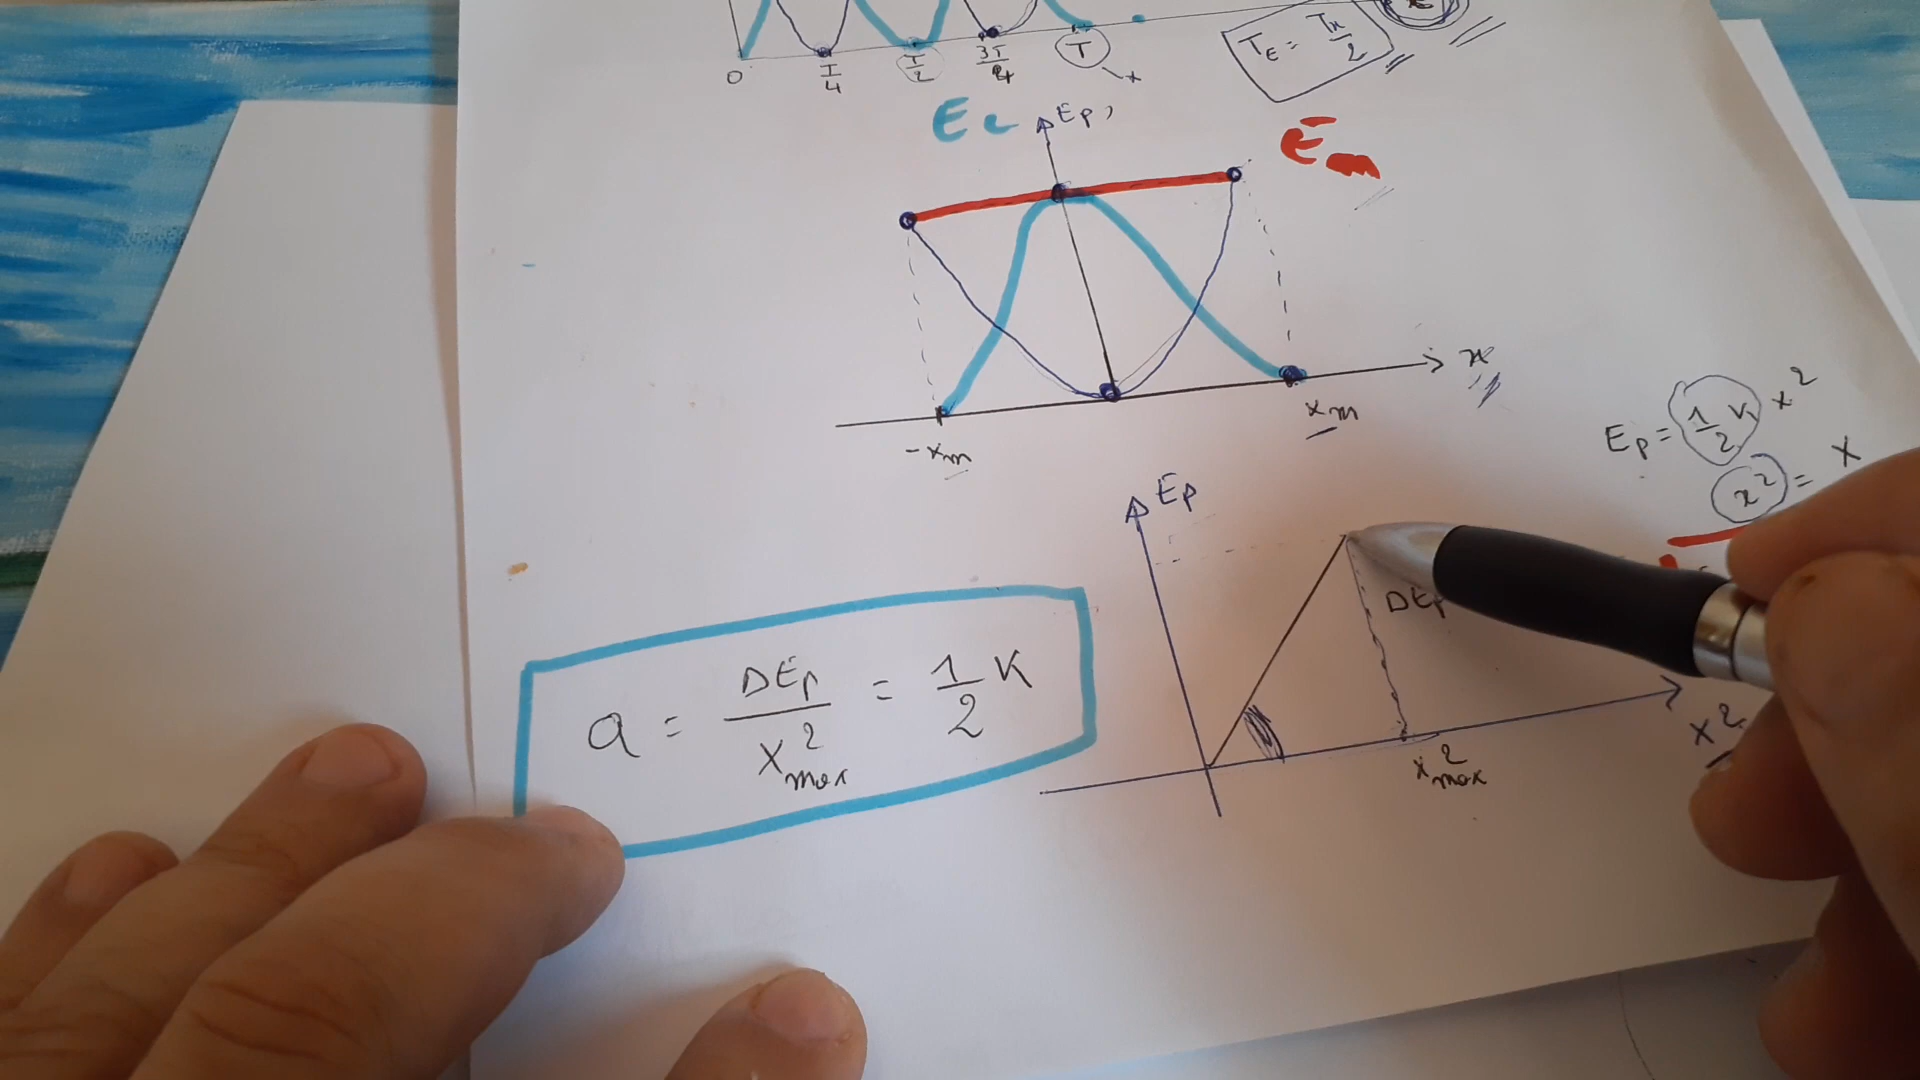 0 T/4 T/2 3T/4 T x
T_E = T_x/2
E_c E_p,
E_m
x
-x_m x_m
E_p = 1/2 K x²
x² = X
E_p
ΔE_p
a = ΔE_p / x²_max = 1/2 K
x²_max
x²